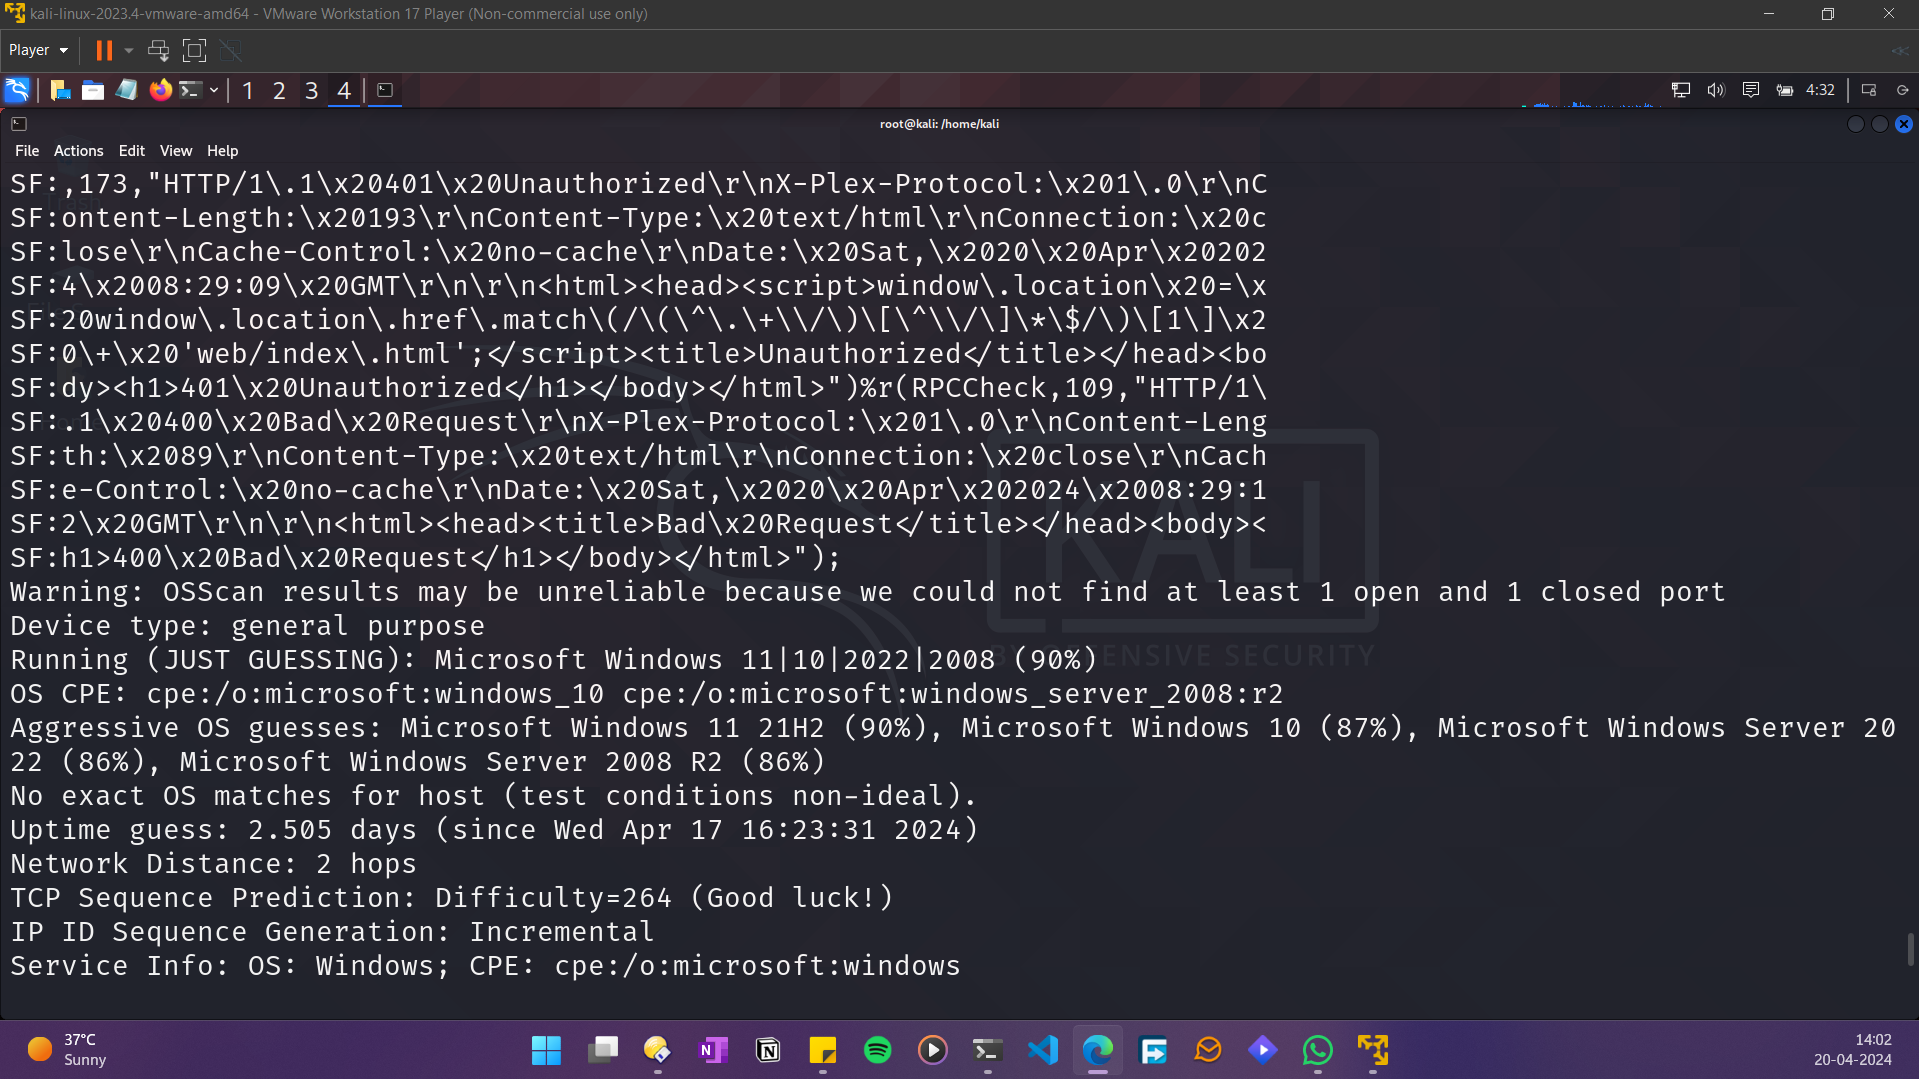 kali-linux-2023.4-vmware-amd64 - VMware Workstation 17 Player (Non-commercial use only)
Player
1 2 3 4
4:32
root@kali: /home/kali
File Actions Edit View Help
SF:,173,"HTTP/1\.1\x20401\x20Unauthorized\r\nX-Plex-Protocol:\x201\.0\r\nC
SF:ontent-Length:\x20193\r\nContent-Type:\x20text/html\r\nConnection:\x20c
SF:lose\r\nCache-Control:\x20no-cache\r\nDate:\x20Sat,\x2020\x20Apr\x20202
SF:4\x2008:29:09\x20GMT\r\n\r\n<html><head><script>window\.location\x20=\x
SF:20window\.location\.href\.match\(/\(\^\.\+\\/\)\[\^\\/\]\*\$/\)\[1\]\x2
SF:0\+\x20'web/index\.html';</script><title>Unauthorized</title></head><bo
SF:dy><h1>401\x20Unauthorized</h1></body></html>")%r(RPCCheck,109,"HTTP/1\
SF:.1\x20400\x20Bad\x20Request\r\nX-Plex-Protocol:\x201\.0\r\nContent-Leng
SF:th:\x2089\r\nContent-Type:\x20text/html\r\nConnection:\x20close\r\nCach
SF:e-Control:\x20no-cache\r\nDate:\x20Sat,\x2020\x20Apr\x202024\x2008:29:1
SF:2\x20GMT\r\n\r\n<html><head><title>Bad\x20Request</title></head><body><
SF:h1>400\x20Bad\x20Request</h1></body></html>");
Warning: OSScan results may be unreliable because we could not find at least 1 open and 1 closed port
Device type: general purpose
Running (JUST GUESSING): Microsoft Windows 11|10|2022|2008 (90%)
OS CPE: cpe:/o:microsoft:windows_10 cpe:/o:microsoft:windows_server_2008:r2
Aggressive OS guesses: Microsoft Windows 11 21H2 (90%), Microsoft Windows 10 (87%), Microsoft Windows Server 20
22 (86%), Microsoft Windows Server 2008 R2 (86%)
No exact OS matches for host (test conditions non-ideal).
Uptime guess: 2.505 days (since Wed Apr 17 16:23:31 2024)
Network Distance: 2 hops
TCP Sequence Prediction: Difficulty=264 (Good luck!)
IP ID Sequence Generation: Incremental
Service Info: OS: Windows; CPE: cpe:/o:microsoft:windows
KALI
BY OFFENSIVE SECURITY
37°C
Sunny
14:02
20-04-2024